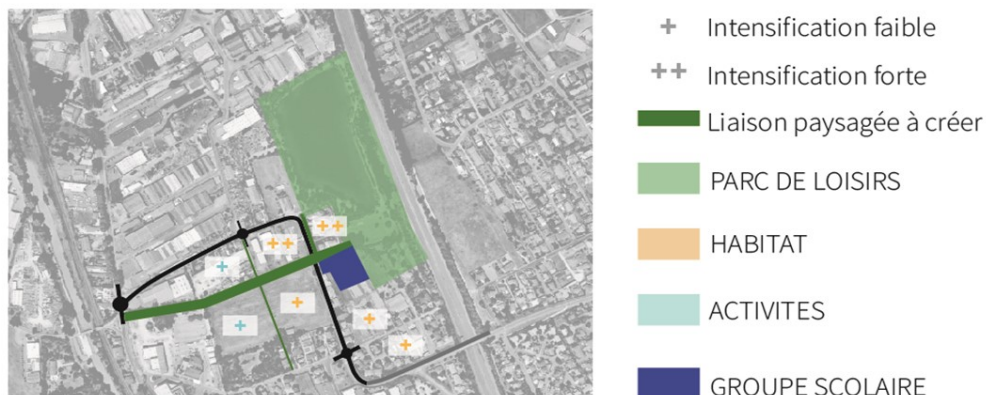 + Intensification faible
++ Intensification forte
Liaison paysagée à créer
PARC DE LOISIRS
HABITAT
ACTIVITES
GROUPE SCOLAIRE